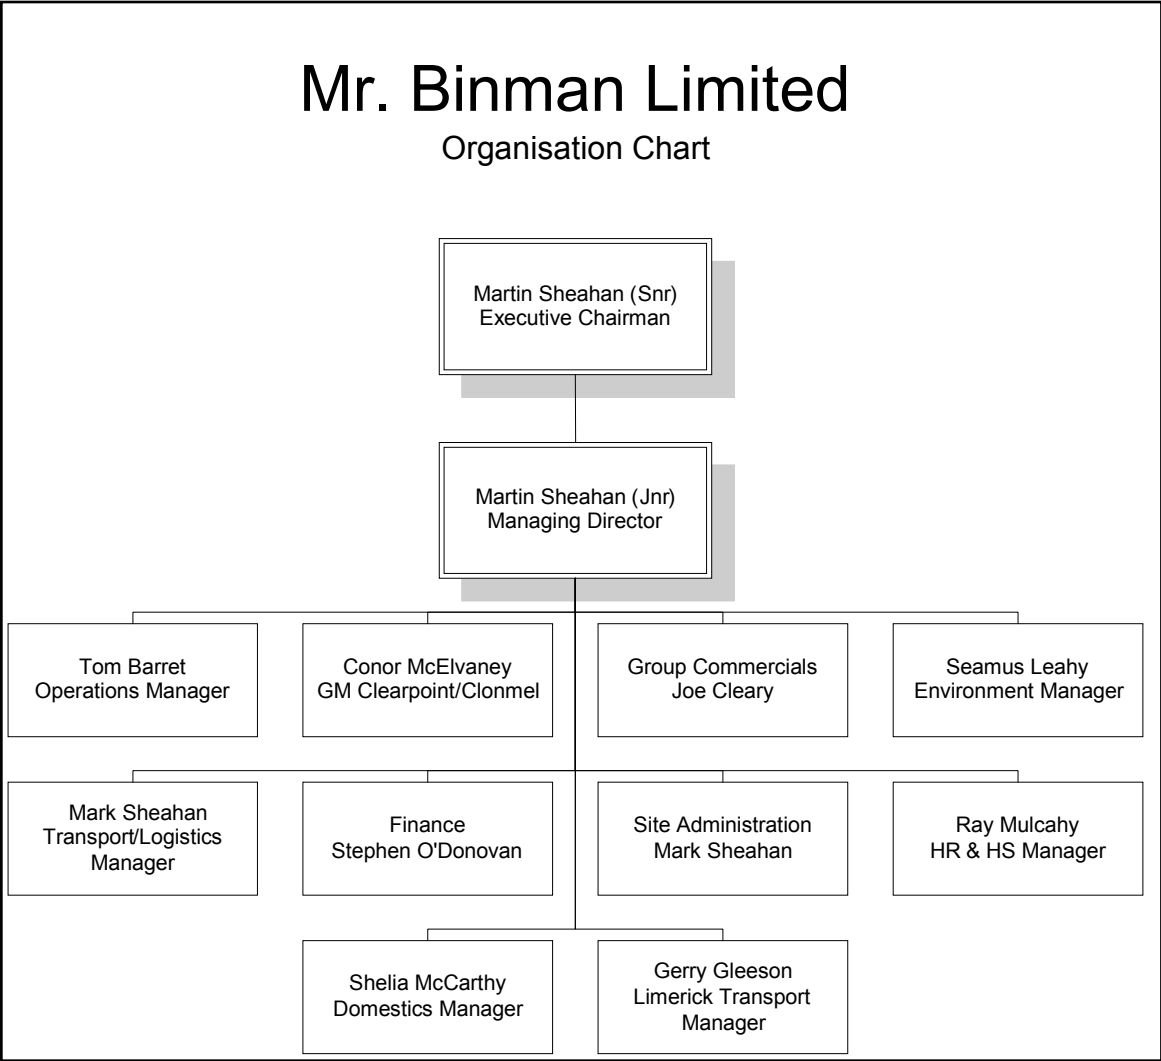 Mr. Binman Limited
Organisation Chart
Martin Sheahan (Snr)
Executive Chairman
Martin Sheahan (Jnr)
Managing Director
Tom Barret
Operations Manager
Conor McElvaney
GM Clearpoint/Clonmel
Group Commercials
Joe Cleary
Seamus Leahy
Environment Manager
Mark Sheahan
Transport/Logistics
Manager
Finance
Stephen O'Donovan
Site Administration
Mark Sheahan
Ray Mulcahy
HR & HS Manager
Shelia McCarthy
Domestics Manager
Gerry Gleeson
Limerick Transport
Manager